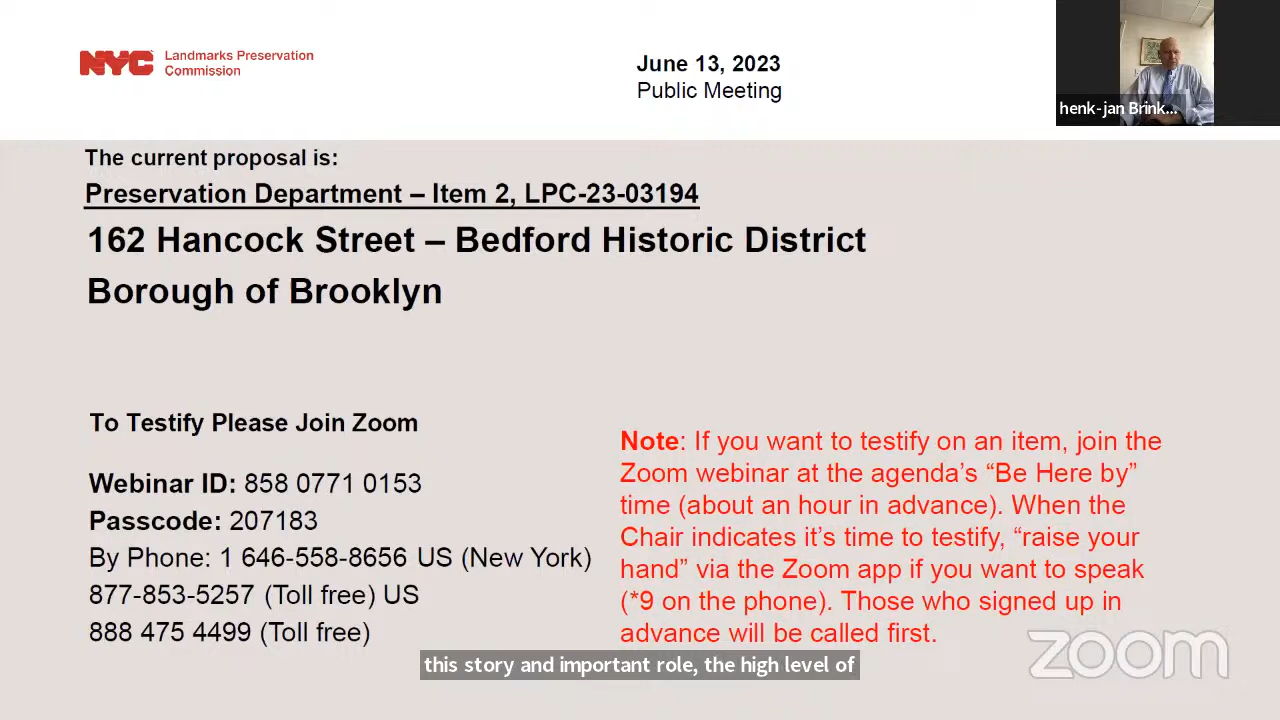 NYC Landmarks Preservation
Commission
June 13, 2023
Public Meeting
henk-jan Brink...
The current proposal is:
Preservation Department – Item 2, LPC-23-03194
162 Hancock Street – Bedford Historic District
Borough of Brooklyn
To Testify Please Join Zoom
Webinar ID: 858 0771 0153
Passcode: 207183
By Phone: 1 646-558-8656 US (New York)
877-853-5257 (Toll free) US
888 475 4499 (Toll free)
Note: If you want to testify on an item, join the
Zoom webinar at the agenda’s “Be Here by”
time (about an hour in advance). When the
Chair indicates it’s time to testify, “raise your
hand” via the Zoom app if you want to speak
(*9 on the phone). Those who signed up in
advance will be called first.
zoom
this story and important role, the high level of